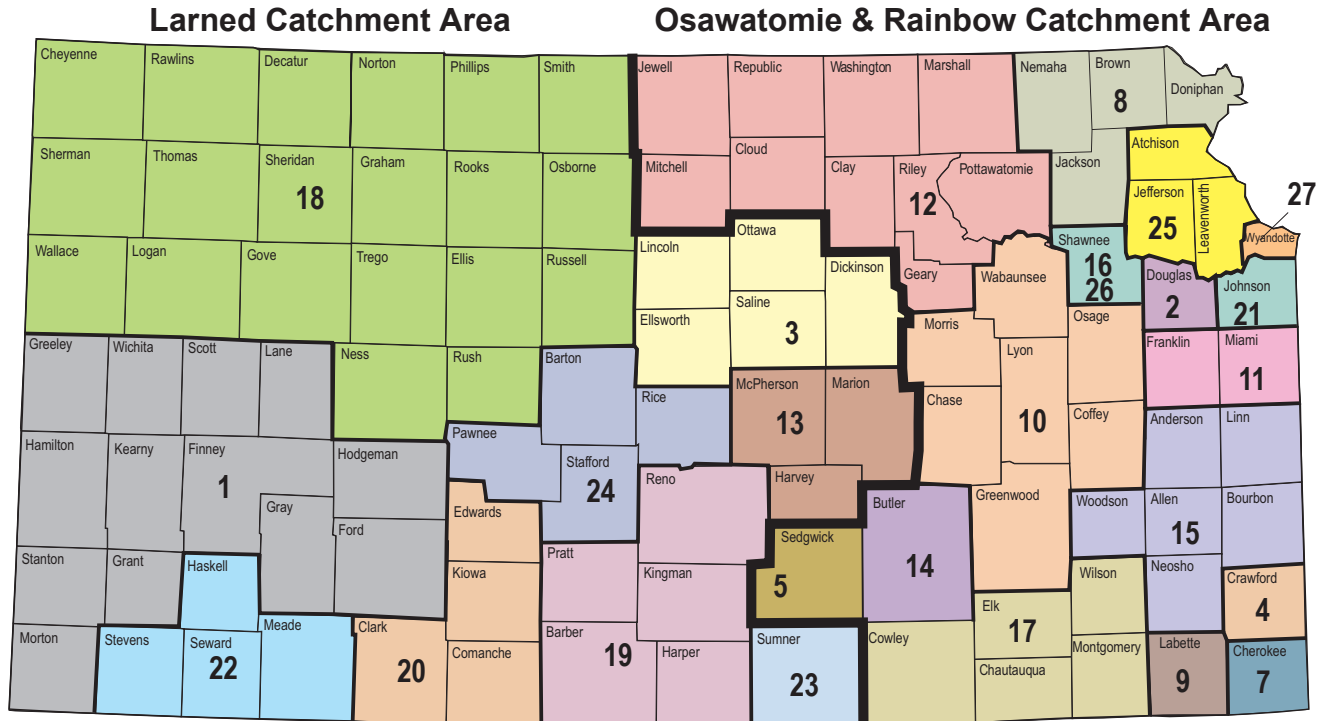 Larned Catchment Area
Osawatomie & Rainbow Catchment Area
Cheyenne
Rawlins
Decatur
Norton
Phillips
Smith
Jewell
Republic
Washington
Marshall
Nemaha
Brown
Doniphan
8
Sherman
Thomas
Sheridan
Graham
Rooks
Osborne
18
Mitchell
Cloud
Clay
Riley
Pottawatomie
12
Jackson
Atchison
Jefferson
Leavenworth
25
27
Wyandotte
Wallace
Logan
Gove
Trego
Ellis
Russell
Lincoln
Ottawa
Dickinson
Geary
Wabaunsee
Shawnee
16
26
Douglas
2
Johnson
21
Ellsworth
Saline
3
Morris
Lyon
Osage
Franklin
Miami
11
Greeley
Wichita
Scott
Lane
Ness
Rush
Barton
Rice
McPherson
Marion
13
Chase
10
Coffey
Anderson
Linn
Hamilton
Kearny
Finney
1
Hodgeman
Pawnee
Stafford
24
Reno
Harvey
Gray
Ford
Edwards
Butler
14
Greenwood
Woodson
Allen
15
Bourbon
Stanton
Grant
Haskell
Kiowa
Pratt
Kingman
Sedgwick
5
Wilson
Neosho
Crawford
4
Morton
Stevens
Seward
22
Meade
Clark
20
Comanche
Barber
19
Harper
Sumner
23
Cowley
Elk
17
Chautauqua
Montgomery
Labette
9
Cherokee
7